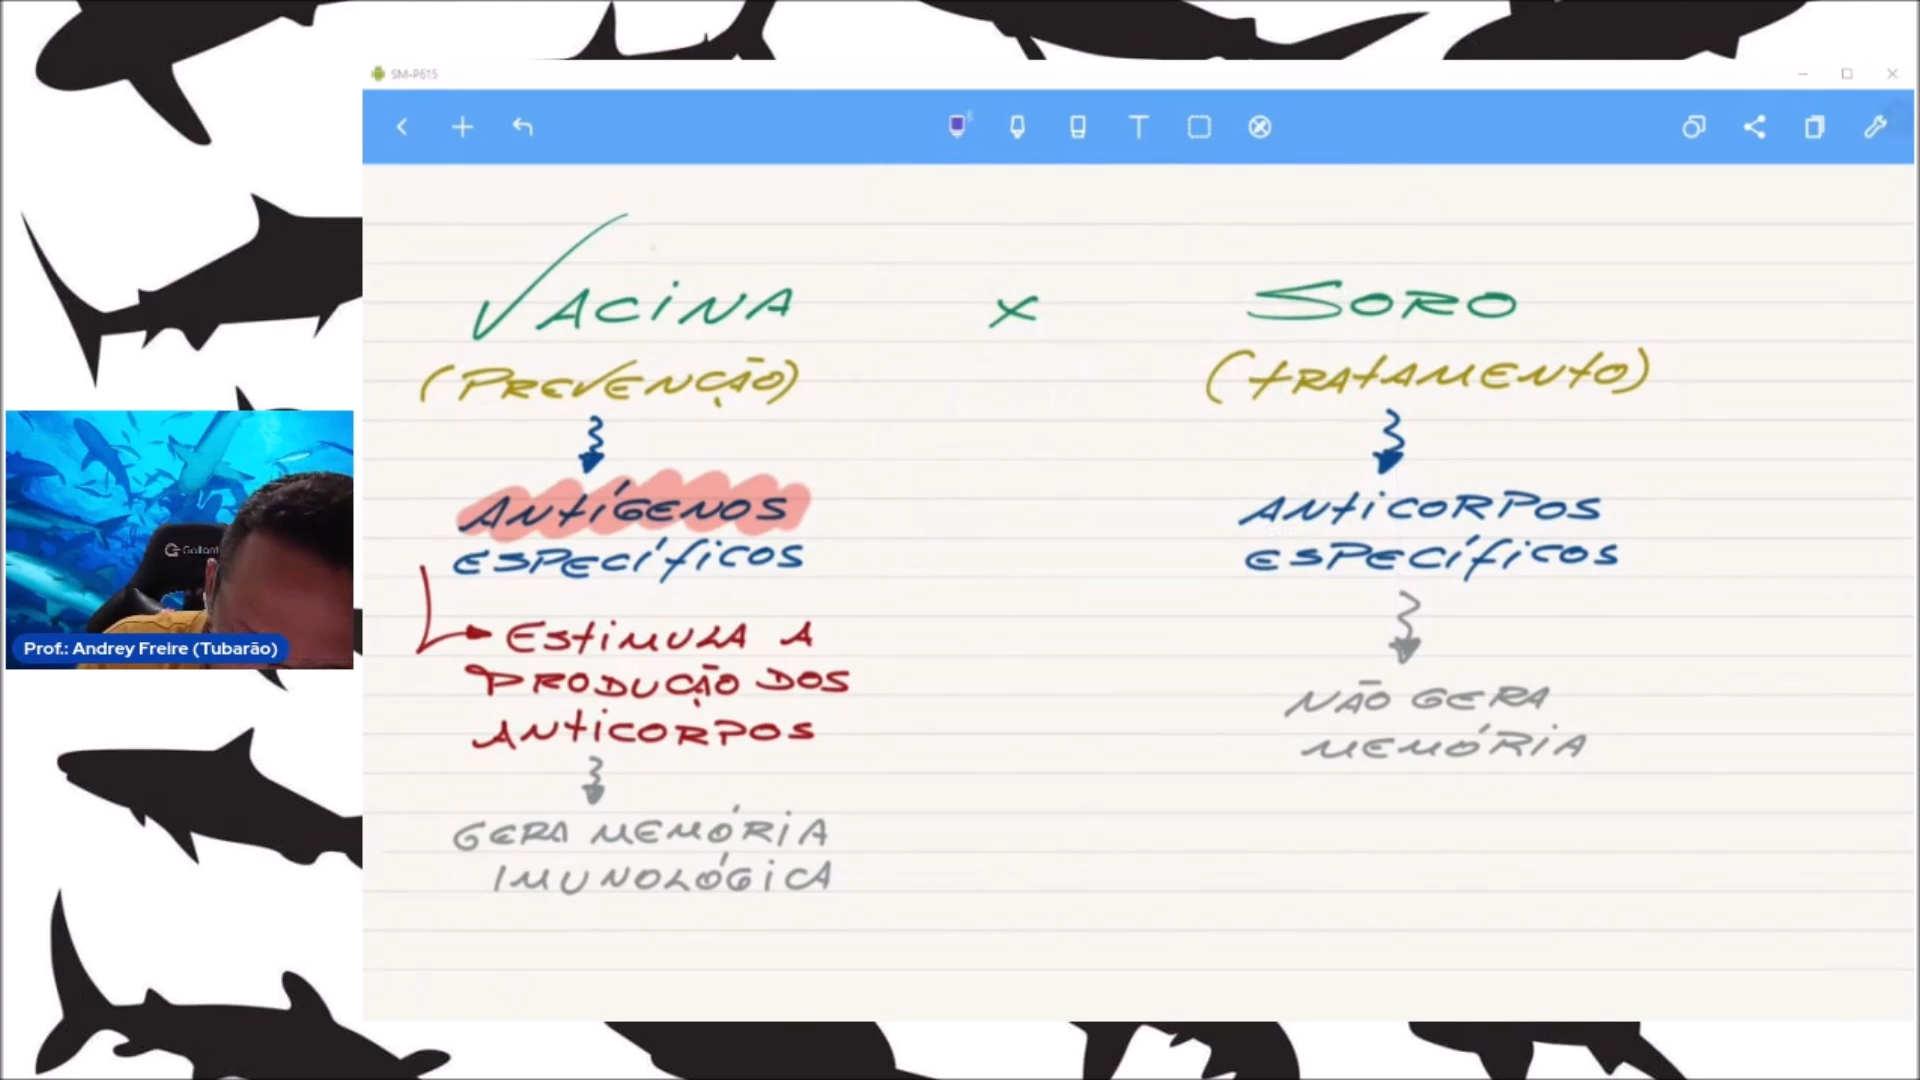 SM-P615
VACINA x SORO
(PREVENÇÃO) (TRATAMENTO)
ANTÍGENOS ANTICORPOS
ESPECÍFICOS ESPECÍFICOS
ESTIMULA A
PRODUÇÃO DOS
ANTICORPOS
NÃO GERA
MEMÓRIA
GERA MEMÓRIA
IMUNOLÓGICA
Prof.: Andrey Freire (Tubarão)